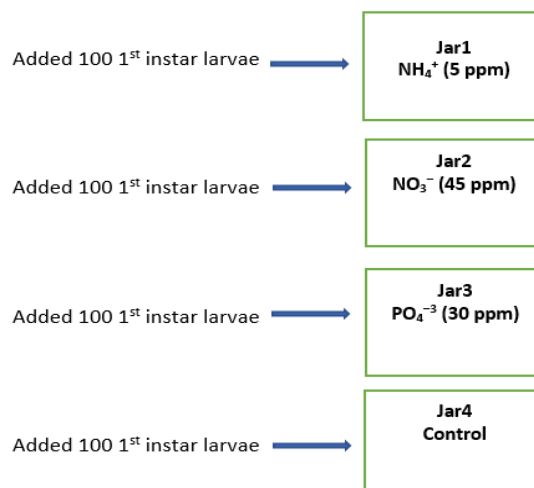 Added 100 1ˢᵗ instar larvae
Jar1
NH₄⁺ (5 ppm)
Added 100 1ˢᵗ instar larvae
Jar2
NO₃⁻ (45 ppm)
Added 100 1ˢᵗ instar larvae
Jar3
PO₄⁻³ (30 ppm)
Added 100 1ˢᵗ instar larvae
Jar4
Control